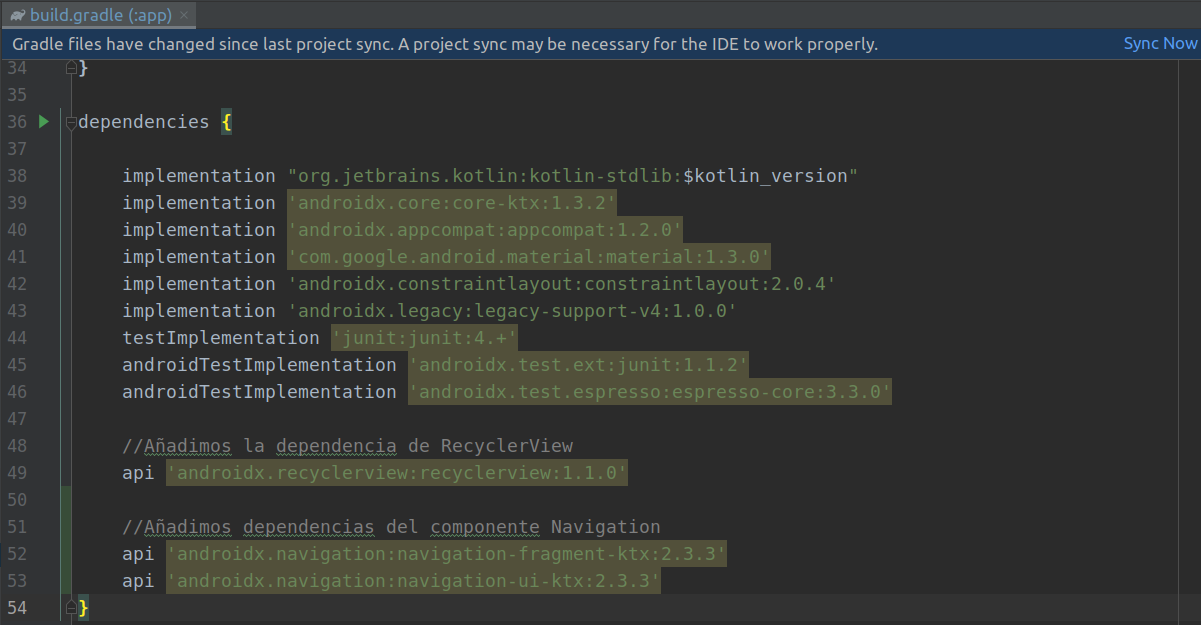 build.gradle (:app)
Gradle files have changed since last project sync. A project sync may be necessary for the IDE to work properly. Sync Now
34 }
35
36 dependencies {
37
38 implementation "org.jetbrains.kotlin:kotlin-stdlib:$kotlin_version"
39 implementation 'androidx.core:core-ktx:1.3.2'
40 implementation 'androidx.appcompat:appcompat:1.2.0'
41 implementation 'com.google.android.material:material:1.3.0'
42 implementation 'androidx.constraintlayout:constraintlayout:2.0.4'
43 implementation 'androidx.legacy:legacy-support-v4:1.0.0'
44 testImplementation 'junit:junit:4.+'
45 androidTestImplementation 'androidx.test.ext:junit:1.1.2'
46 androidTestImplementation 'androidx.test.espresso:espresso-core:3.3.0'
47
48 //Añadimos la dependencia de RecyclerView
49 api 'androidx.recyclerview:recyclerview:1.1.0'
50
51 //Añadimos dependencias del componente Navigation
52 api 'androidx.navigation:navigation-fragment-ktx:2.3.3'
53 api 'androidx.navigation:navigation-ui-ktx:2.3.3'
54 }